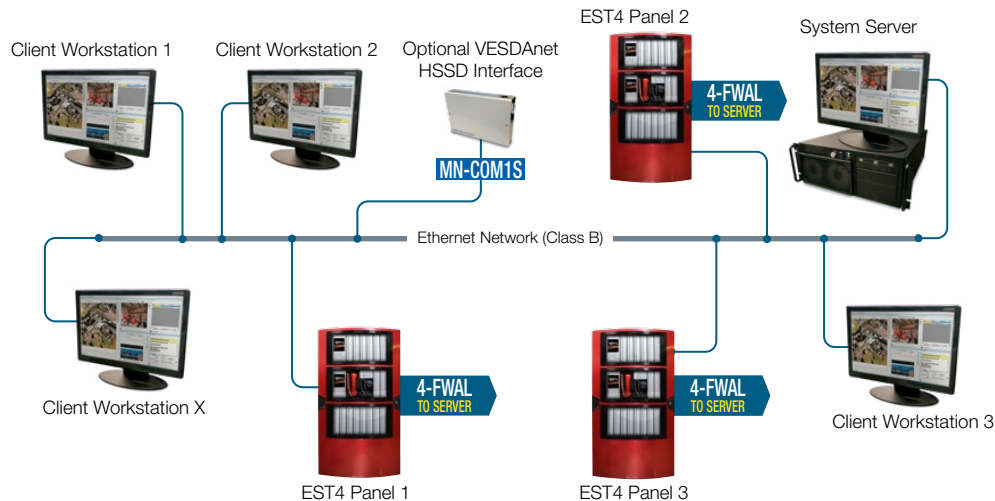 Client Workstation 1
Client Workstation 2
Optional VESDAnet
HSSD Interface
EST4 Panel 2
System Server
4-FWAL
TO SERVER
MN-COM1S
Ethernet Network (Class B)
Client Workstation X
4-FWAL
TO SERVER
4-FWAL
TO SERVER
Client Workstation 3
EST4 Panel 1
EST4 Panel 3